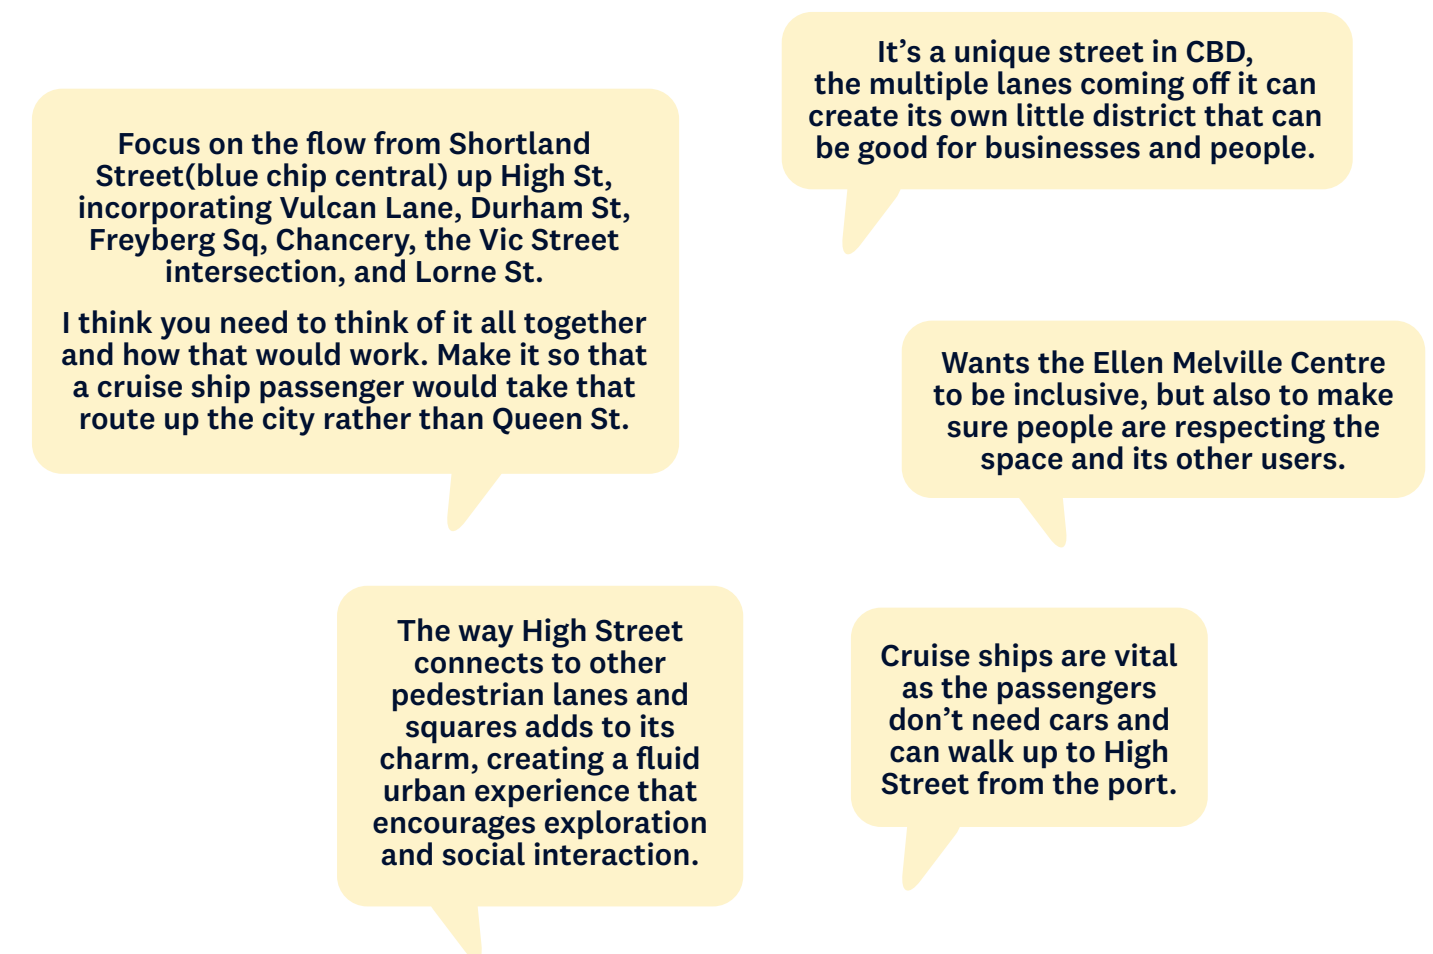 It’s a unique street in CBD,
the multiple lanes coming off it can
create its own little district that can
be good for businesses and people.
Focus on the flow from Shortland
Street(blue chip central) up High St,
incorporating Vulcan Lane, Durham St,
Freyberg Sq, Chancery, the Vic Street
intersection, and Lorne St.
I think you need to think of it all together
and how that would work. Make it so that
a cruise ship passenger would take that
route up the city rather than Queen St.
Wants the Ellen Melville Centre
to be inclusive, but also to make
sure people are respecting the
space and its other users.
The way High Street
connects to other
pedestrian lanes and
squares adds to its
charm, creating a fluid
urban experience that
encourages exploration
and social interaction.
Cruise ships are vital
as the passengers
don’t need cars and
can walk up to High
Street from the port.